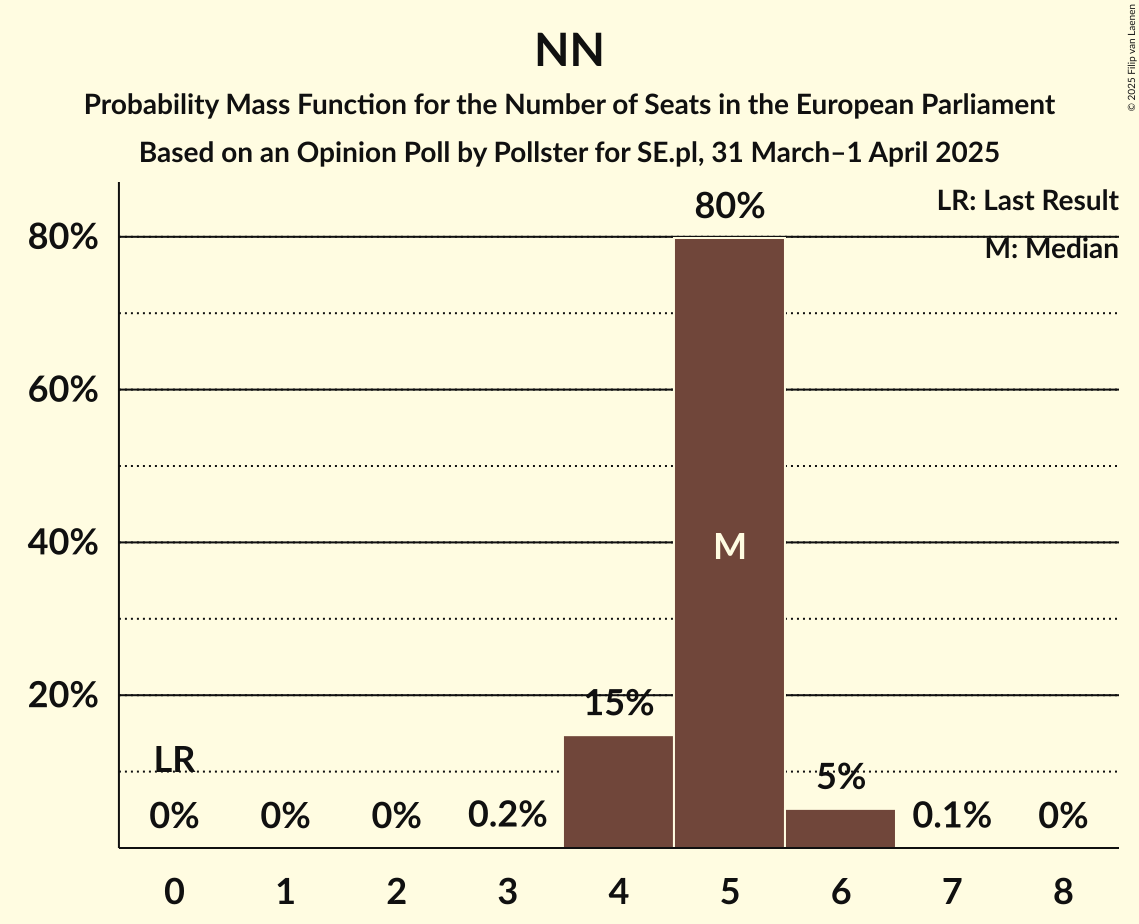 NN
Probability Mass Function for the Number of Seats in the European Parliament
Based on an Opinion Poll by Pollster for SE.pl, 31 March–1 April 2025
© 2025 Filip van Laenen
LR: Last Result
M: Median
80%
60%
40%
20%
LR
0%
0%
0%
0.2%
15%
80%
M
5%
0.1%
0%
0 1 2 3 4 5 6 7 8